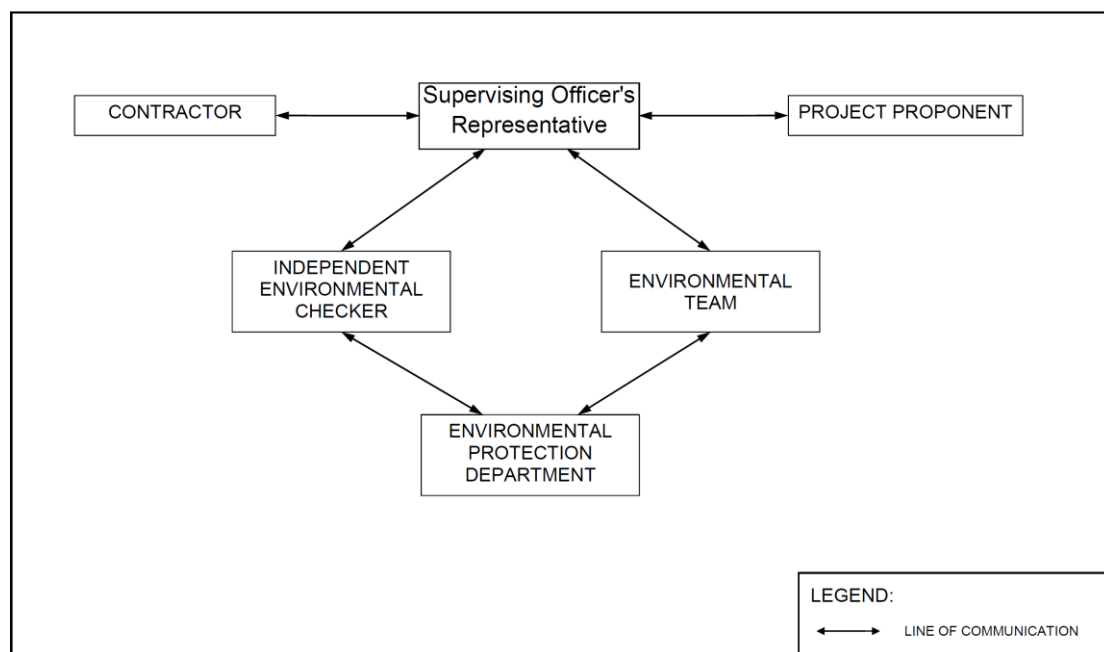 CONTRACTOR
Supervising Officer's
Representative
PROJECT PROPONENT
INDEPENDENT
ENVIRONMENTAL
CHECKER
ENVIRONMENTAL
TEAM
ENVIRONMENTAL
PROTECTION
DEPARTMENT
LEGEND:
LINE OF COMMUNICATION